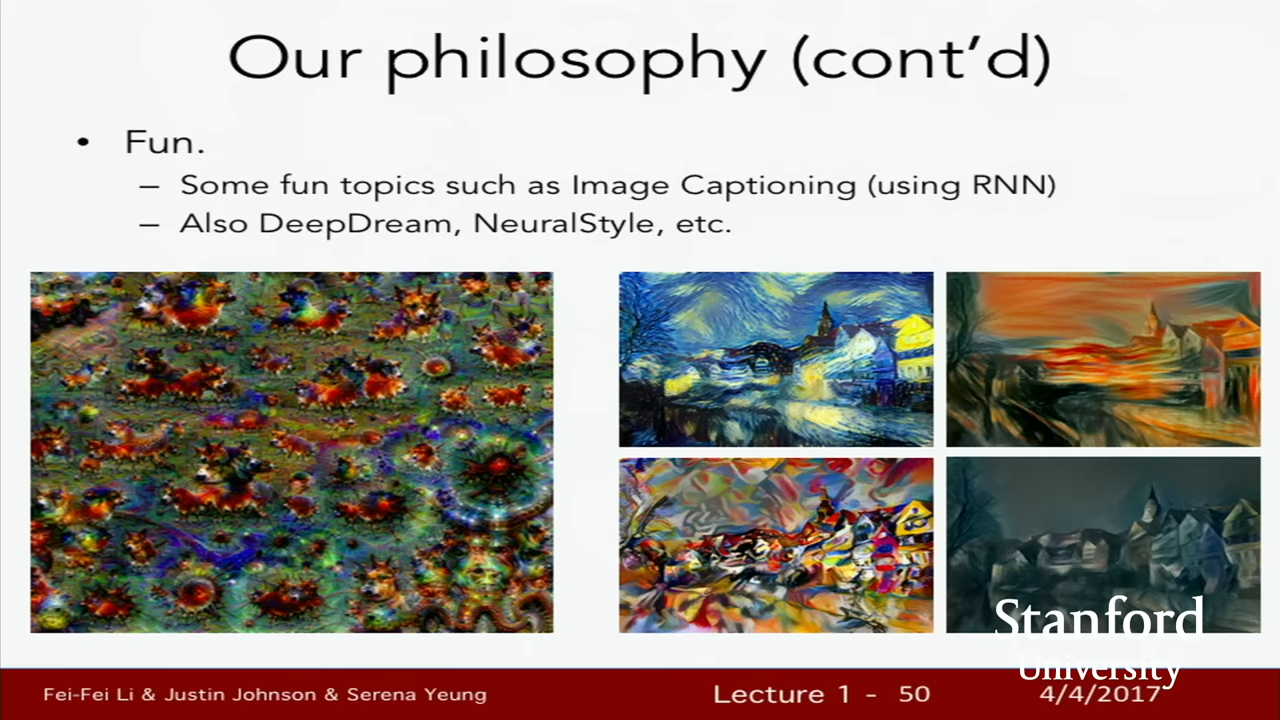 Our philosophy (cont’d)
• Fun.
– Some fun topics such as Image Captioning (using RNN)
– Also DeepDream, NeuralStyle, etc.
Fei-Fei Li & Justin Johnson & Serena Yeung
Lecture 1 - 50
4/4/2017
Stanford
University